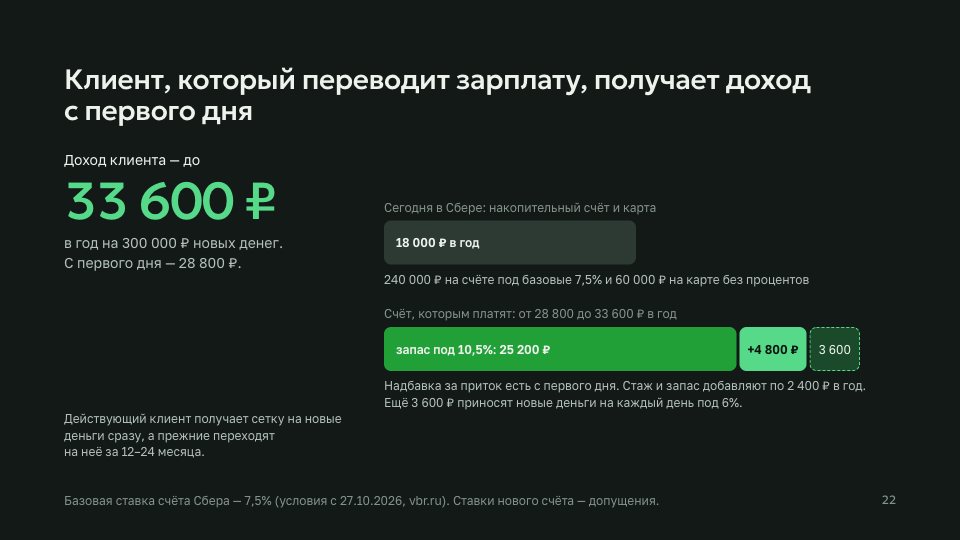 Клиент, который переводит зарплату, получает доход
с первого дня
Доход клиента — до
33 600 ₽
в год на 300 000 ₽ новых денег.
С первого дня — 28 800 ₽.
Сегодня в Сбере: накопительный счёт и карта
18 000 ₽ в год
240 000 ₽ на счёте под базовые 7,5% и 60 000 ₽ на карте без процентов
Счёт, которым платят: от 28 800 до 33 600 ₽ в год
запас под 10,5%: 25 200 ₽
+4 800 ₽
3 600
Надбавка за приток есть с первого дня. Стаж и запас добавляют по 2 400 ₽ в год.
Ещё 3 600 ₽ приносят новые деньги на каждый день под 6%.
Действующий клиент получает сетку на новые
деньги сразу, а прежние переходят
на неё за 12–24 месяца.
Базовая ставка счёта Сбера — 7,5% (условия с 27.10.2026, vbr.ru). Ставки нового счёта — допущения.
22